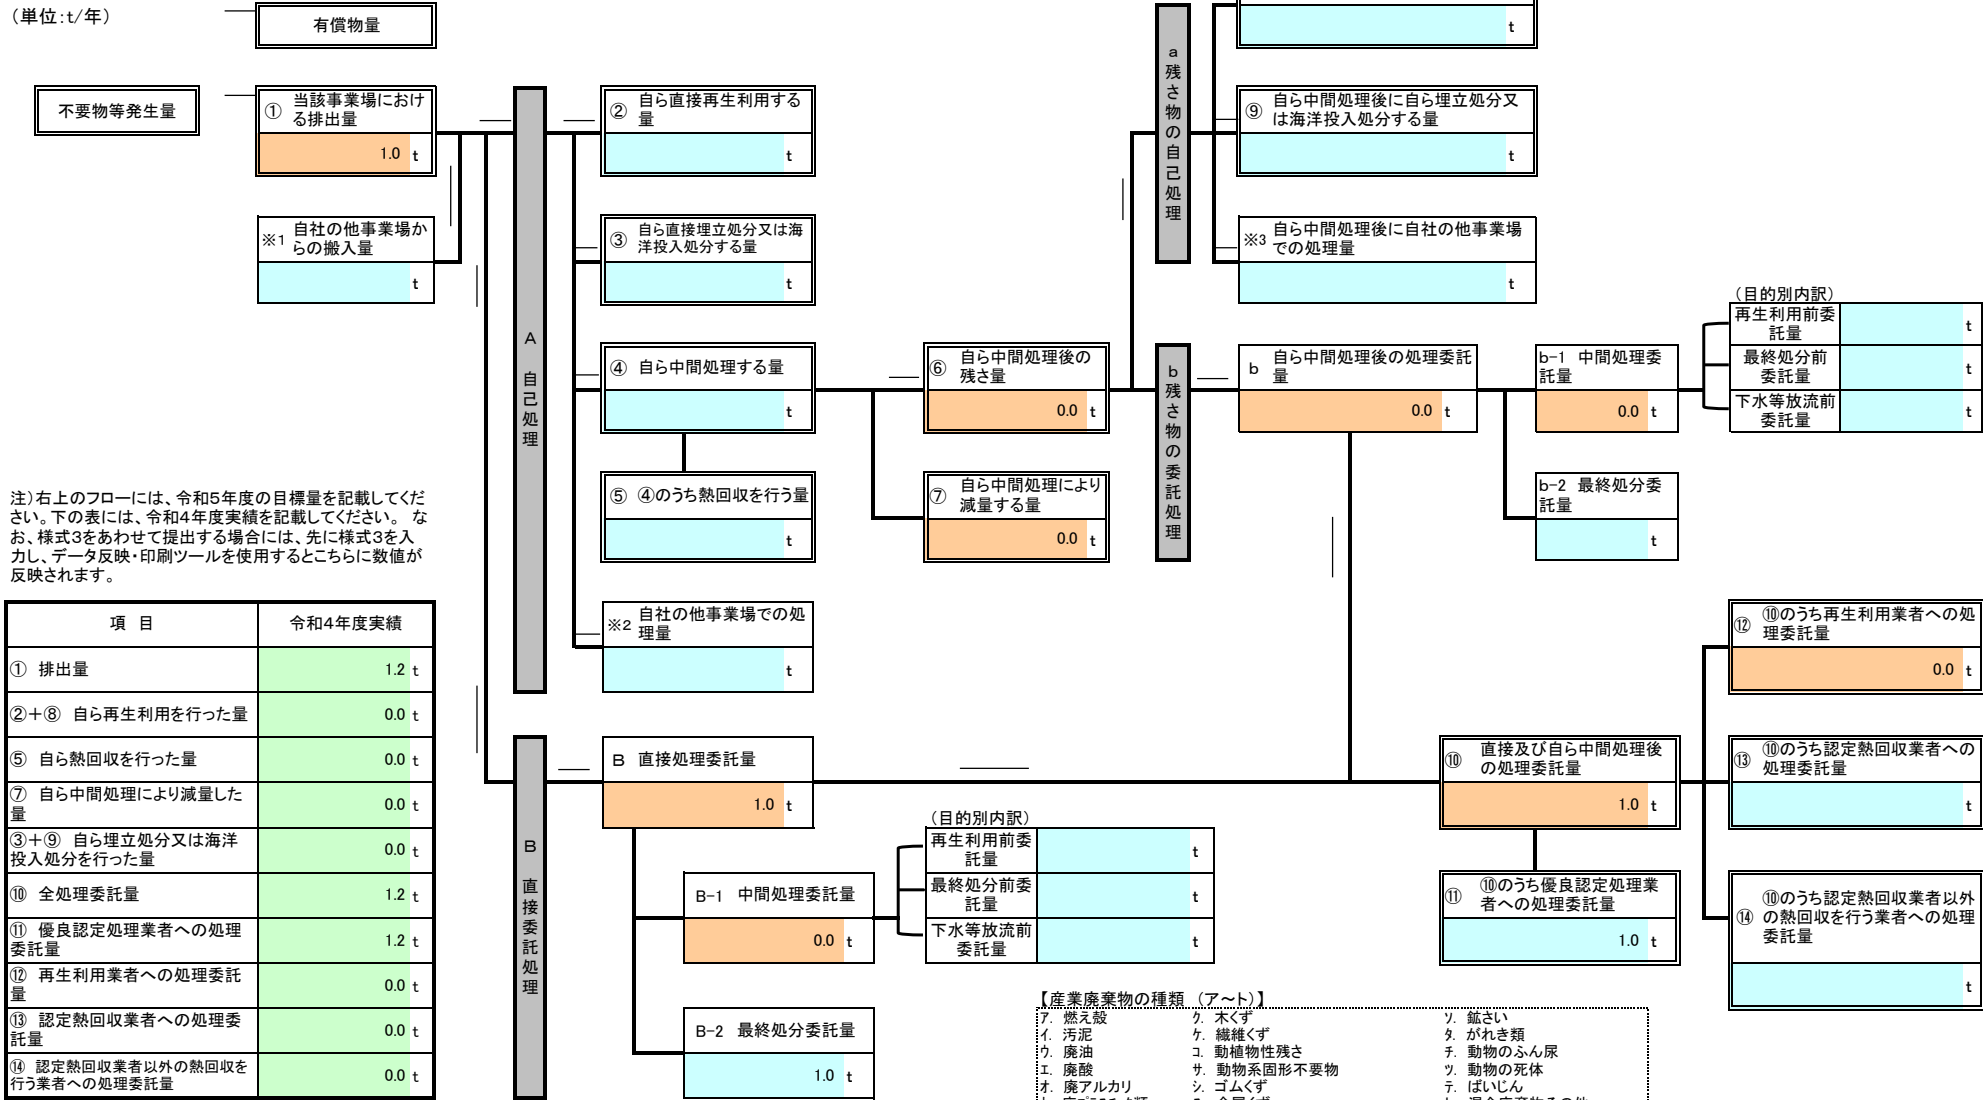 （単位:t/年）
有償物量
t
不要物等発生量
① 当該事業場におけ
る排出量
1.0 t
② 自ら直接再生利用する
量
t
a 残さ物の自己処理
⑨ 自ら中間処理後に自ら埋立処分又
は海洋投入処分する量
t
※1 自社の他事業場か
らの搬入量
t
③ 自ら直接埋立処分又は海
洋投入処分する量
t
※3 自ら中間処理後に自社の他事業場
での処理量
t
A 自己処理
④ 自ら中間処理する量
t
⑥ 自ら中間処理後の
残さ量
0.0 t
b 残さ物の委託処理
b 自ら中間処理後の処理委託
量
0.0 t
b-1 中間処理委
託量
0.0 t
（目的別内訳）
再生利用前委
託量
t
最終処分前
委託量
t
下水等放流前
委託量
t
⑤ ④のうち熱回収を行う量
t
⑦ 自ら中間処理により
減量する量
0.0 t
b-2 最終処分委
託量
t
注）右上のフローには、令和5年度の目標量を記載してくだ
さい。下の表には、令和4年度実績を記載してください。 な
お、様式3をあわせて提出する場合には、先に様式3を入
力し、データ反映・印刷ツールを使用するとこちらに数値が
反映されます。
※2 自社の他事業場での処
理量
t
項 目 令和4年度実績
① 排出量 1.2 t
②＋⑧ 自ら再生利用を行った量 0.0 t
⑤ 自ら熱回収を行った量 0.0 t
⑦ 自ら中間処理により減量した
量 0.0 t
③＋⑨ 自ら埋立処分又は海洋
投入処分を行った量 0.0 t
⑩ 全処理委託量 1.2 t
⑪ 優良認定処理業者への処理
委託量 1.2 t
⑫ 再生利用業者への処理委託
量 0.0 t
⑬ 認定熱回収業者への処理委
託量 0.0 t
⑭ 認定熱回収業者以外の熱回収を
行う業者への処理委託量 0.0 t
B 直接委託処理
B 直接処理委託量
1.0 t
B-1 中間処理委託量
0.0 t
（目的別内訳）
再生利用前委
託量
t
最終処分前委
託量
t
下水等放流前
委託量
t
B-2 最終処分委託量
1.0 t
⑩ 直接及び自ら中間処理後
の処理委託量
1.0 t
⑪ ⑩のうち優良認定処理業
者への処理委託量
1.0 t
⑫ ⑩のうち再生利用業者への処
理委託量
0.0 t
⑬ ⑩のうち認定熱回収業者への
処理委託量
t
⑭ ⑩のうち認定熱回収業者以外
の熱回収を行う業者への処理
委託量
t
【産業廃棄物の種類 （ア～ト）】
ア. 燃え殻 ク. 木くず ソ. 鉱さい
イ. 汚泥 ケ. 繊維くず タ. がれき類
ウ. 廃油 コ. 動植物性残さ チ. 動物のふん尿
エ. 廃酸 サ. 動物系固形不要物 ツ. 動物の死体
オ. 廃アルカリ シ. ゴムくず テ. ばいじん